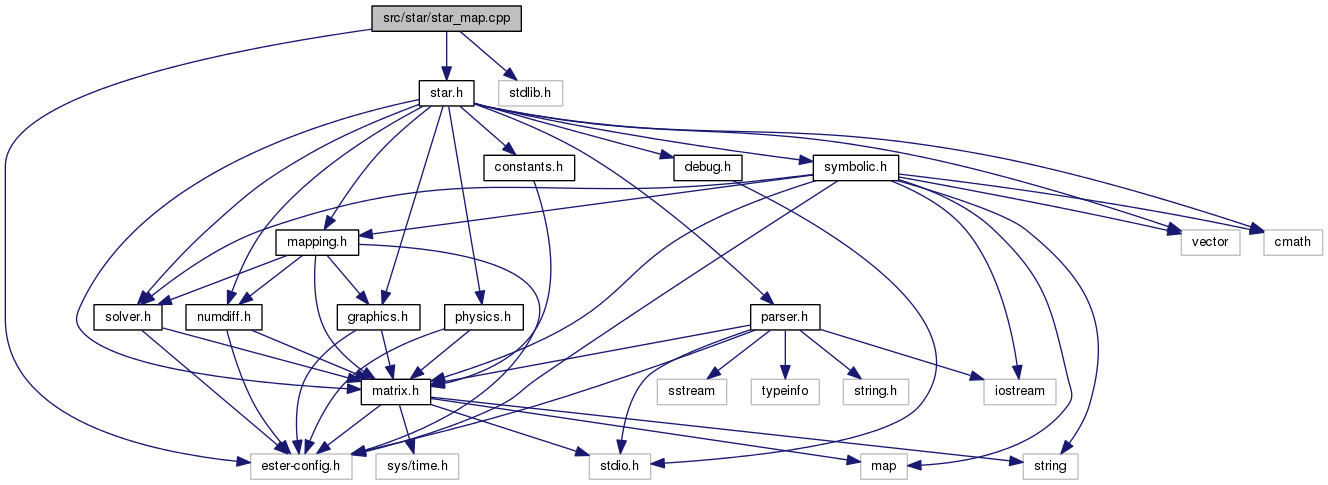 src/star/star_map.cpp
star.h
stdlib.h
constants.h
debug.h
symbolic.h
mapping.h
vector
cmath
solver.h
numdiff.h
graphics.h
physics.h
parser.h
matrix.h
sstream
typeinfo
string.h
iostream
ester-config.h
sys/time.h
stdio.h
map
string